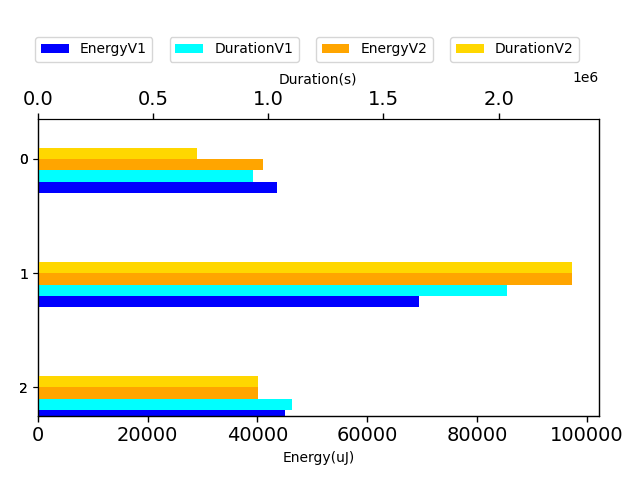 EnergyV1 DurationV1 EnergyV2 DurationV2
Duration(s)
1e6
0.0 0.5 1.0 1.5 2.0
0
1
2
0 20000 40000 60000 80000 100000
Energy(uJ)